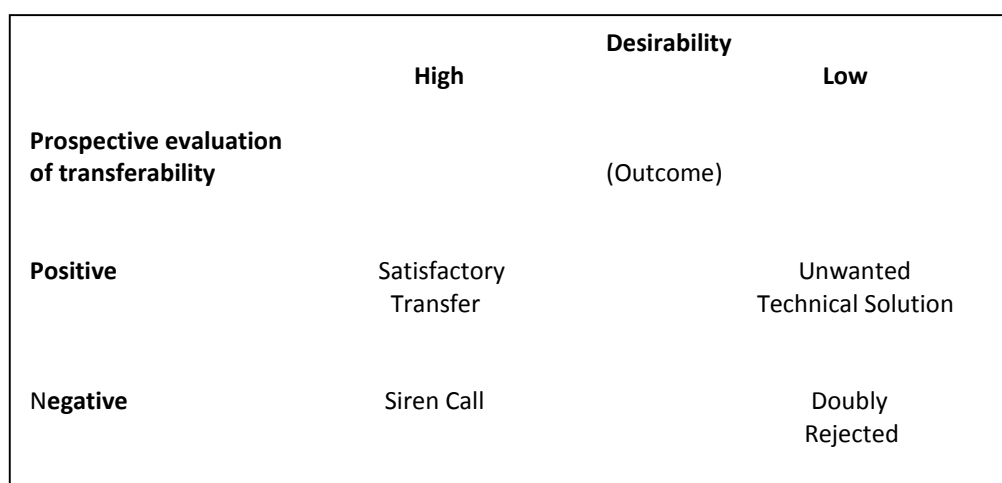 Desirability
High Low
Prospective evaluation
of transferability (Outcome)
Positive Satisfactory Unwanted
Transfer Technical Solution
Negative Siren Call Doubly
Rejected